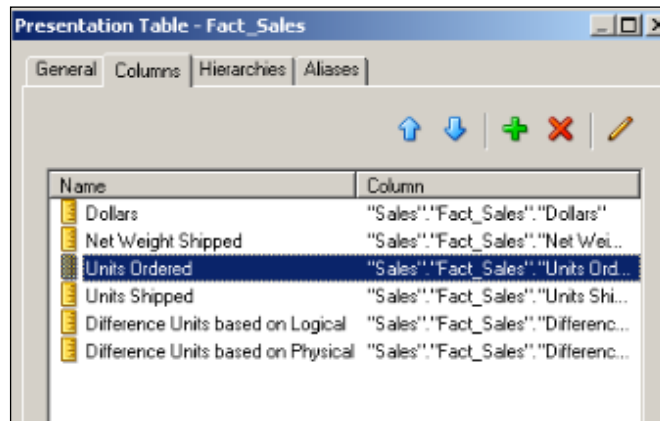 Presentation Table - Fact_Sales
General Columns Hierarchies Aliases
Name Column
Dollars "Sales"."Fact_Sales"."Dollars"
Net Weight Shipped "Sales"."Fact_Sales"."Net Wei...
Units Ordered "Sales"."Fact_Sales"."Units Ord...
Units Shipped "Sales"."Fact_Sales"."Units Shi...
Difference Units based on Logical "Sales"."Fact_Sales"."Differenc...
Difference Units based on Physical "Sales"."Fact_Sales"."Differenc...